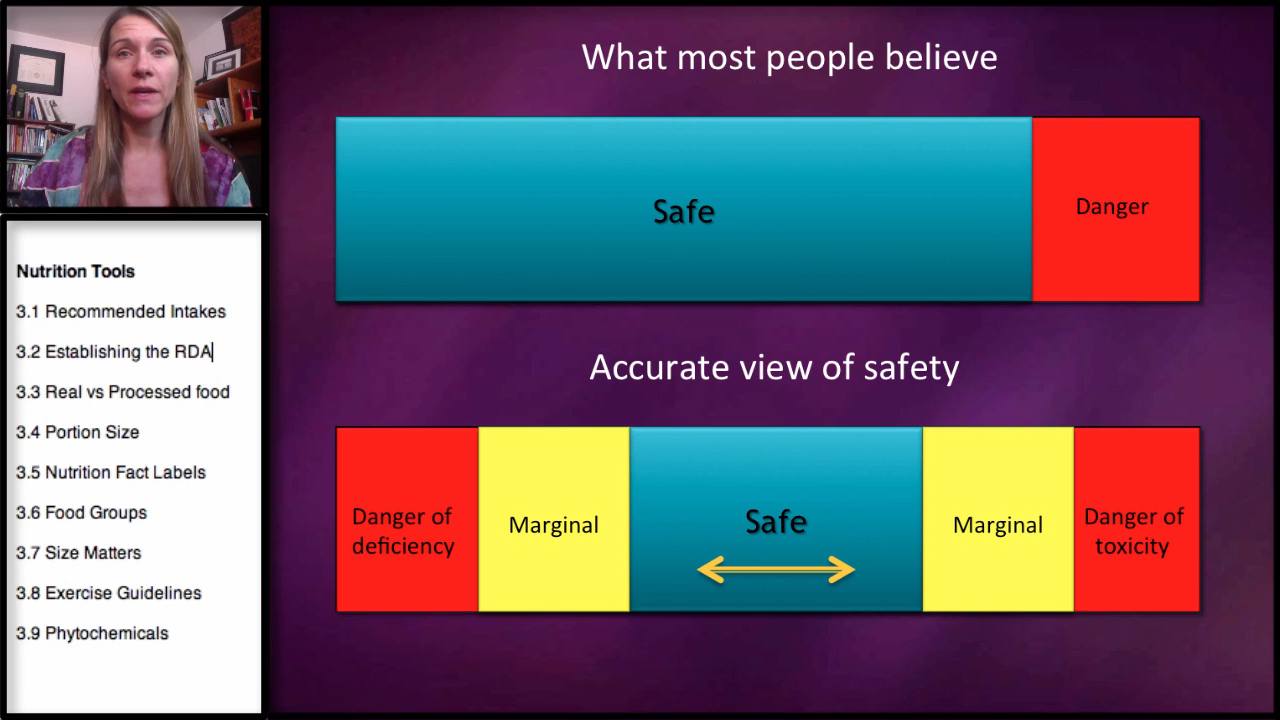 Nutrition Tools
3.1 Recommended Intakes
3.2 Establishing the RDA
3.3 Real vs Processed food
3.4 Portion Size
3.5 Nutrition Fact Labels
3.6 Food Groups
3.7 Size Matters
3.8 Exercise Guidelines
3.9 Phytochemicals
What most people believe
Safe
Danger
Accurate view of safety
Danger of
deficiency
Marginal
Safe
Marginal
Danger of
toxicity